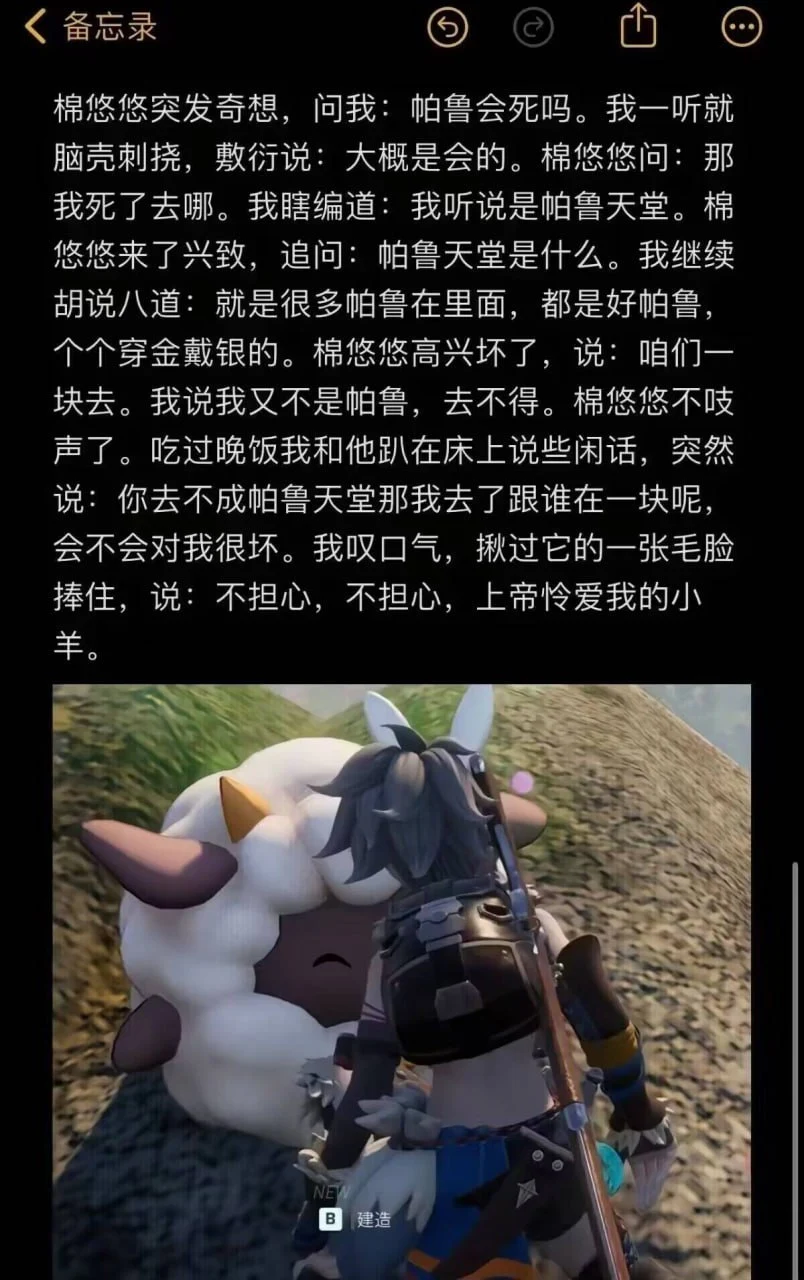 备忘录
棉悠悠突发奇想，问我：帕鲁会死吗。我一听就
脑壳刺挠，敷衍说：大概是会的。棉悠悠问：那
我死了去哪。我瞎编道：我听说是帕鲁天堂。棉
悠悠来了兴致，追问：帕鲁天堂是什么。我继续
胡说八道：就是很多帕鲁在里面，都是好帕鲁，
个个穿金戴银的。棉悠悠高兴坏了，说：咱们一
块去。我说我又不是帕鲁，去不得。棉悠悠不吱
声了。吃过晚饭我和他趴在床上说些闲话，突然
说：你去不成帕鲁天堂那我去了跟谁在一块呢，
会不会对我很坏。我叹口气，揪过它的一张毛脸
捧住，说：不担心，不担心，上帝怜爱我的小
羊。
NEW
B 建造